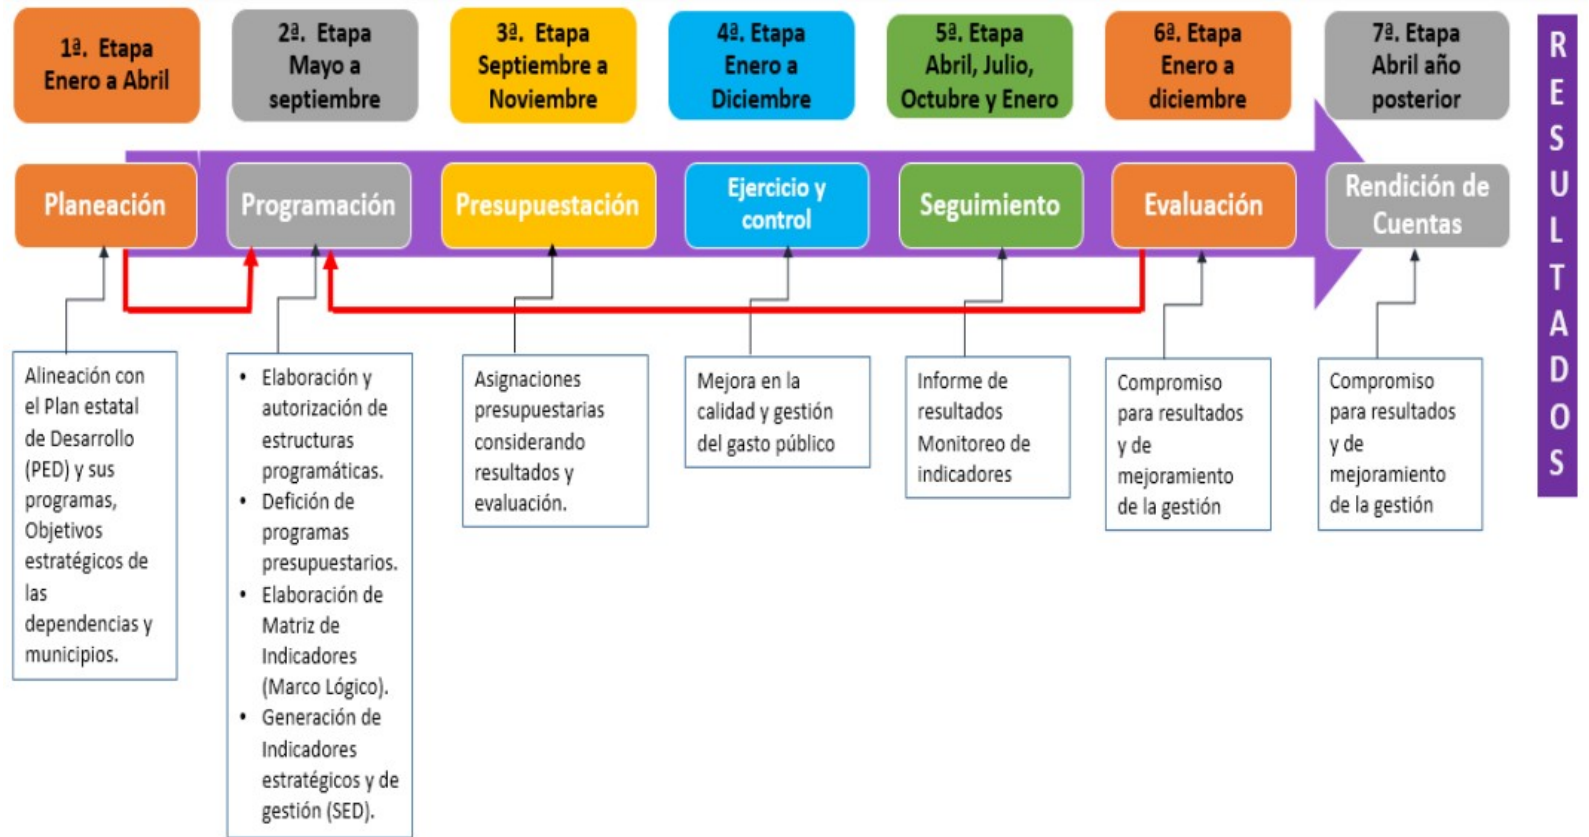 1ª. Etapa
Enero a Abril
2ª. Etapa
Mayo a
septiembre
3ª. Etapa
Septiembre a
Noviembre
4ª. Etapa
Enero a
Diciembre
5ª. Etapa
Abril, Julio,
Octubre y Enero
6ª. Etapa
Enero a
diciembre
7ª. Etapa
Abril año
posterior
RESULTADOS
Planeación
Programación
Presupuestación
Ejercicio y
control
Seguimiento
Evaluación
Rendición de
Cuentas
Alineación con
el Plan estatal
de Desarrollo
(PED) y sus
programas,
Objetivos
estratégicos de
las
dependencias y
municipios.
• Elaboración y
autorización de
estructuras
programáticas.
• Defición de
programas
presupuestarios.
• Elaboración de
Matriz de
Indicadores
(Marco Lógico).
• Generación de
Indicadores
estratégicos y de
gestión (SED).
Asignaciones
presupuestarias
considerando
resultados y
evaluación.
Mejora en la
calidad y gestión
del gasto público
Informe de
resultados
Monitoreo de
indicadores
Compromiso
para resultados
y de
mejoramiento
de la gestión
Compromiso
para resultados
y de
mejoramiento
de la gestión